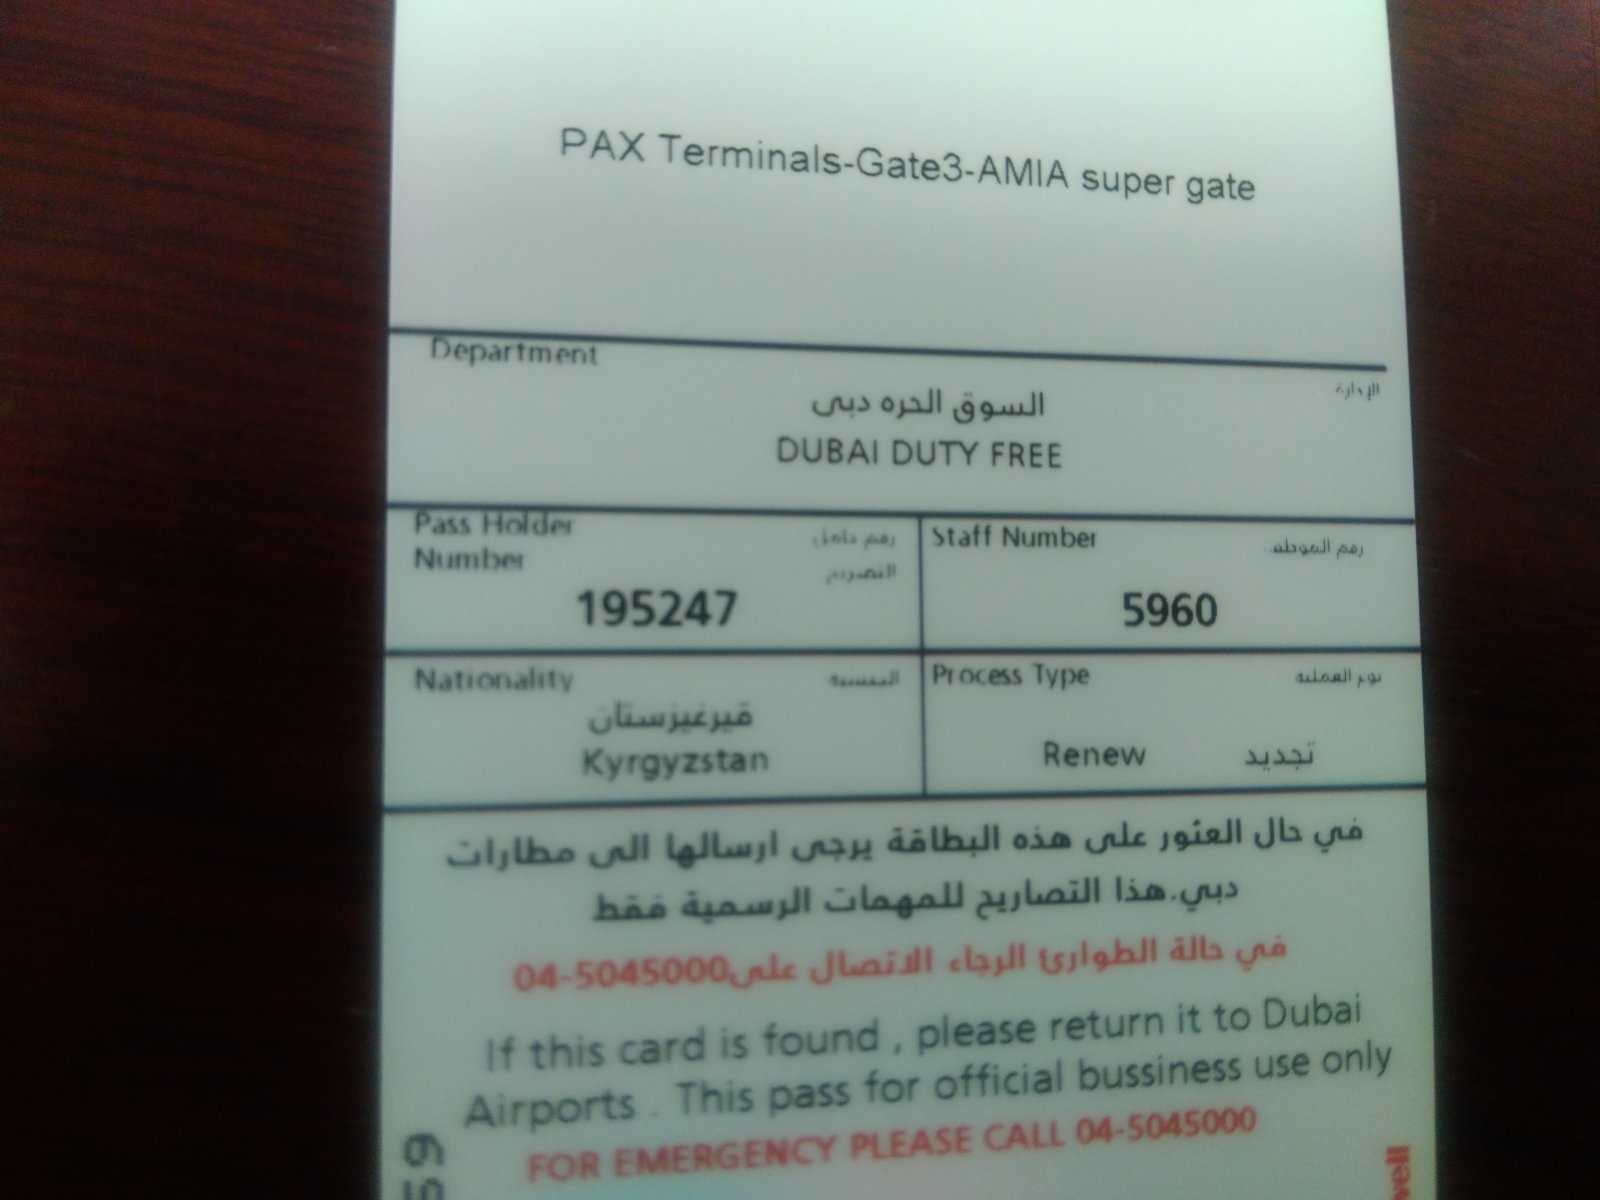 PAX Terminals-Gate3-AMIA super gate
Department الإدارة
السوق الحره دبى
DUBAI DUTY FREE
Pass Holder Number رقم حامل التصريح
195247
Staff Number رقم
5960
Nationality
قيرغيزستان
Kyrgyzstan
Process Type نوع العملية
Renew تجديد
في حال العثور على هذه البطاقة يرجى ارسالها الى مطارات
دبي.هذا التصاريح للمهمات الرسمية فقط
في حالة الطوارئ الرجاء الاتصال على04-5045000
If this card is found , please return it to Dubai
Airports . This pass for official bussiness use only
FOR EMERGENCY PLEASE CALL 04-5045000